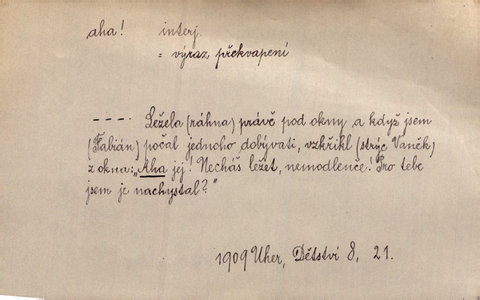 aha! interj.
= výraz překvapení
---- . Ležela (ráhna) právě pod okny a když jsem
(Fabián) počal jednoho dobývati, vzkřikl (strýc Vaněk)
z okna: „Aha jej! Necháš ležet, nemodlenče! Pro tebe
jsem je nachystal?"
1909 Uher, Dětství 8, 21.